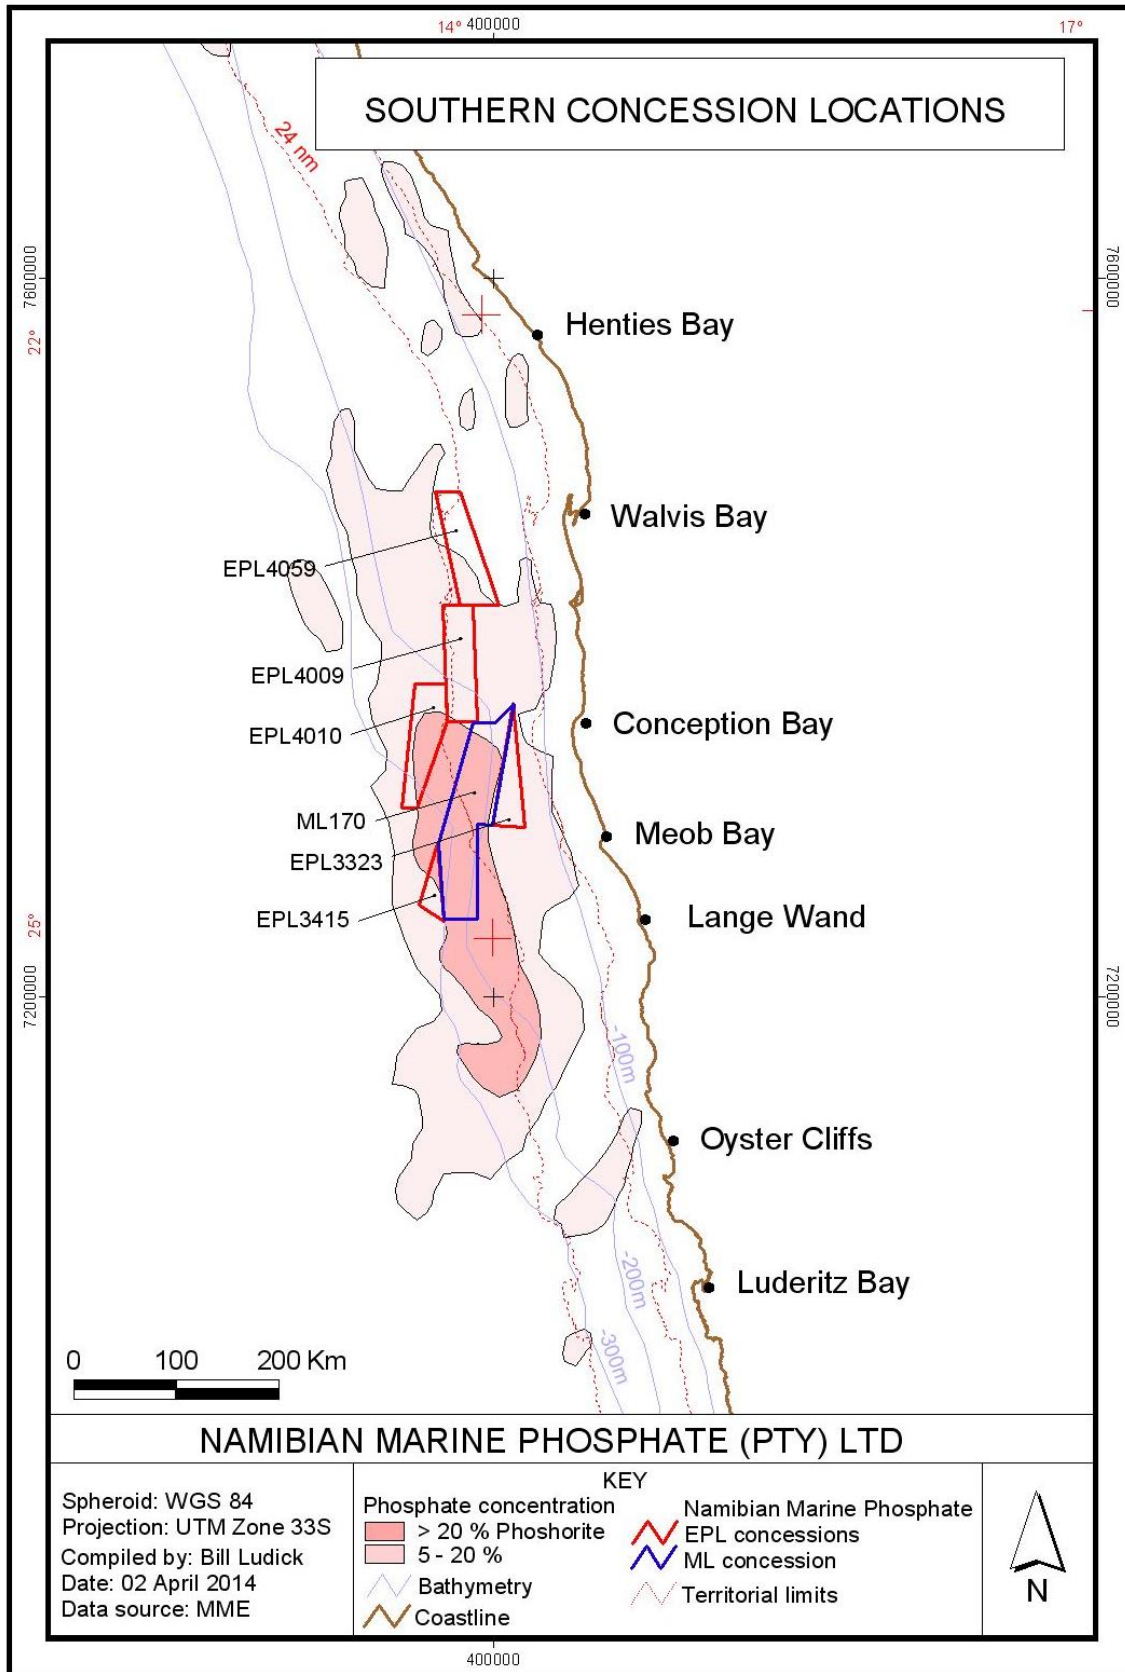 14° 400000 17°
SOUTHERN CONCESSION LOCATIONS
24 nm
7600000
7600000
22°
Henties Bay
Walvis Bay
EPL4059
EPL4009
Conception Bay
EPL4010
ML170
Meob Bay
EPL3323
EPL3415
Lange Wand
25°
7200000
7200000
-100m
Oyster Cliffs
-200m
Luderitz Bay
-300m
0 100 200 Km
NAMIBIAN MARINE PHOSPHATE (PTY) LTD
Spheroid: WGS 84
Projection: UTM Zone 33S
Compiled by: Bill Ludick
Date: 02 April 2014
Data source: MME
KEY
Phosphate concentration
> 20 % Phoshorite
5 - 20 %
Bathymetry
Coastline
Namibian Marine Phosphate
EPL concessions
ML concession
Territorial limits
N
400000